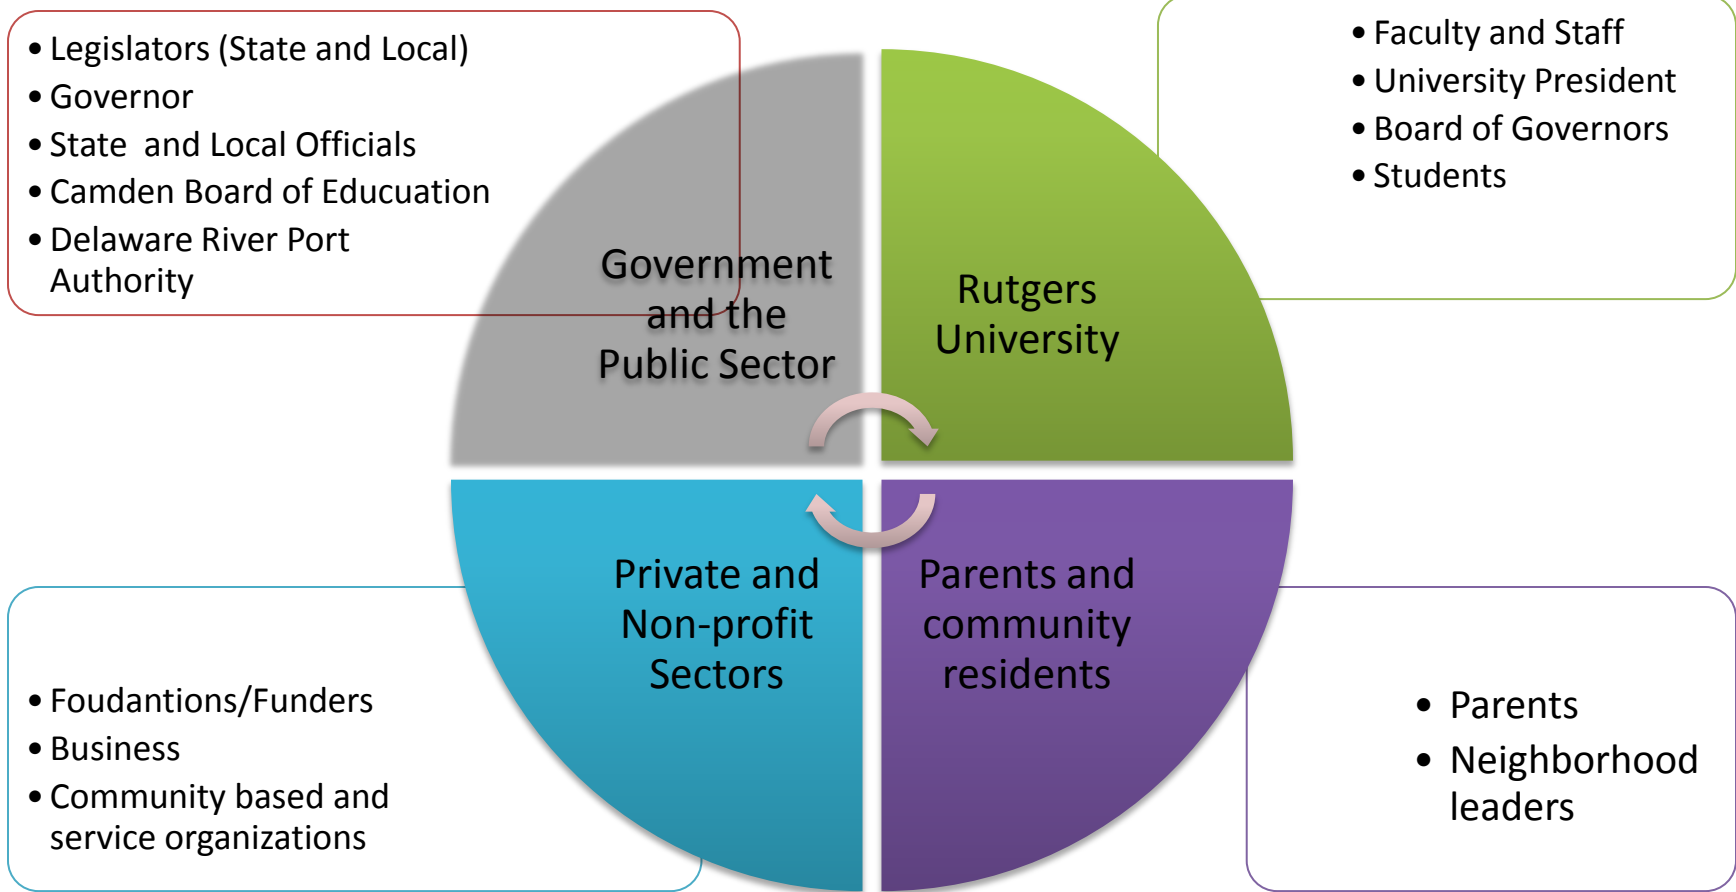 • Legislators (State and Local)
• Governor
• State  and Local Officials
• Camden Board of Educuation
• Delaware River Port
Authority
• Faculty and Staff
• University President
• Board of Governors
• Students
Government
and the
Public Sector
Rutgers
University
Private and
Non-profit
Sectors
Parents and
community
residents
• Foudantions/Funders
• Business
• Community based and
service organizations
• Parents
• Neighborhood
leaders